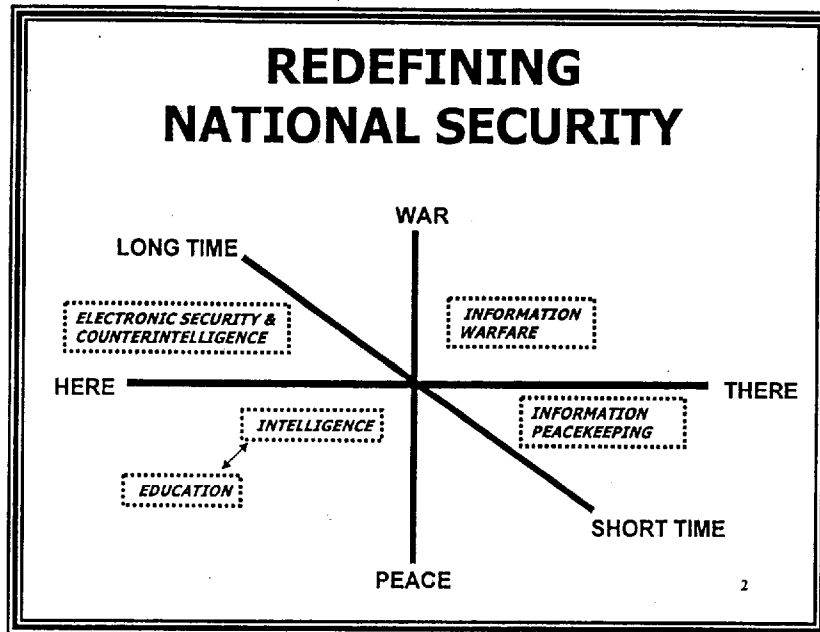 REDEFINING
NATIONAL SECURITY
WAR
LONG TIME
ELECTRONIC SECURITY &
COUNTERINTELLIGENCE
INFORMATION
WARFARE
HERE
THERE
INTELLIGENCE
INFORMATION
PEACEKEEPING
EDUCATION
SHORT TIME
PEACE
2